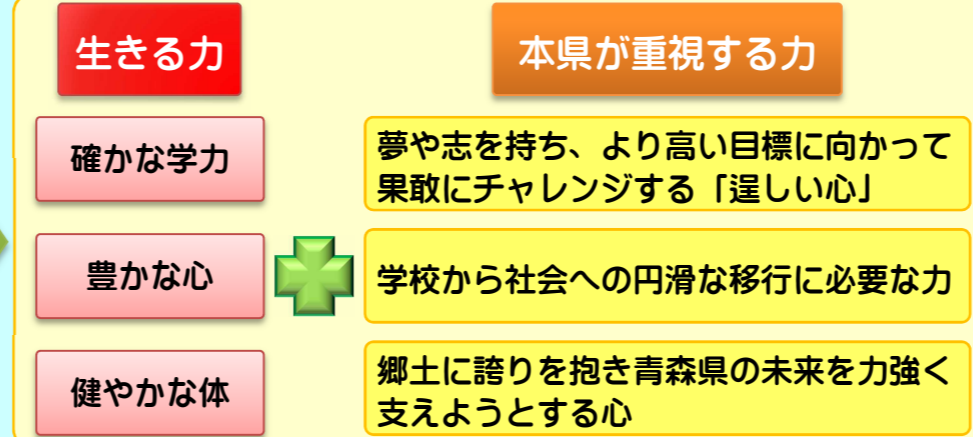 生きる力
本県が重視する力
確かな学力
夢や志を持ち、より高い目標に向かって
果敢にチャレンジする「逞しい心」
豊かな心
学校から社会への円滑な移行に必要な力
健やかな体
郷土に誇りを抱き青森県の未来を力強く
支えようとする心